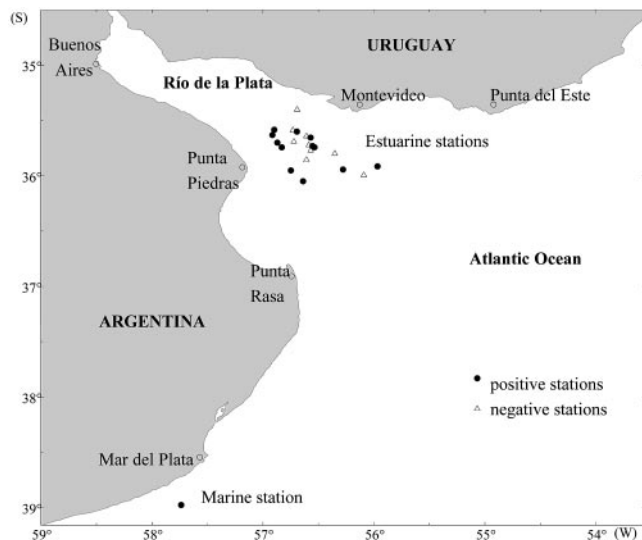 (S)
Buenos
Aires
URUGUAY
35°
Río de la Plata
Montevideo
Punta del Este
Estuarine stations
Punta
Piedras
36°
Atlantic Ocean
Punta
Rasa
37°
ARGENTINA
positive stations
negative stations
38°
Mar del Plata
Marine station
39°
59° 58° 57° 56° 55° 54° (W)